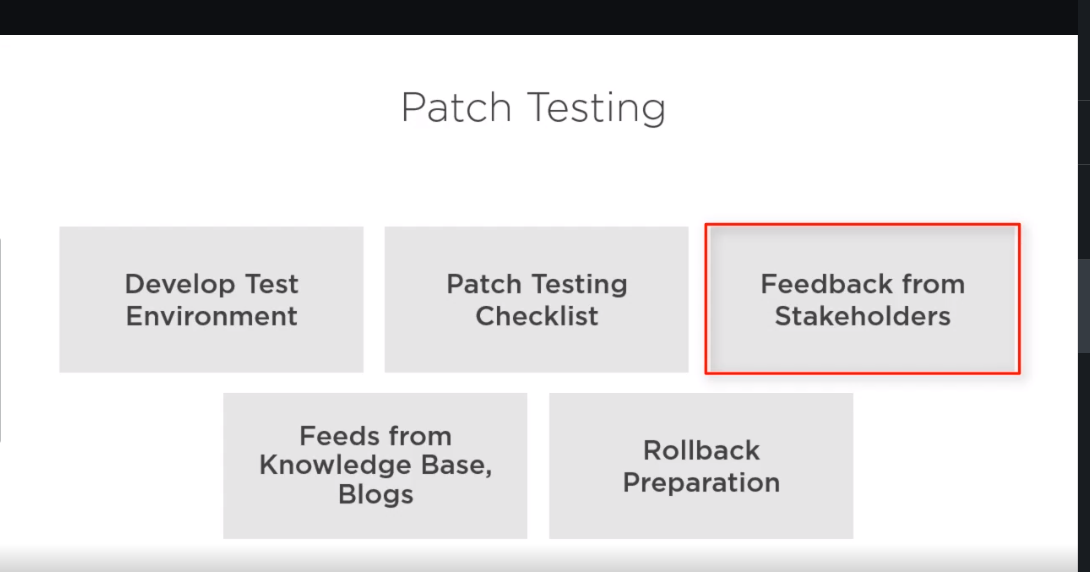 Patch Testing
Develop Test
Environment
Patch Testing
Checklist
Feedback from
Stakeholders
Feeds from
Knowledge Base,
Blogs
Rollback
Preparation